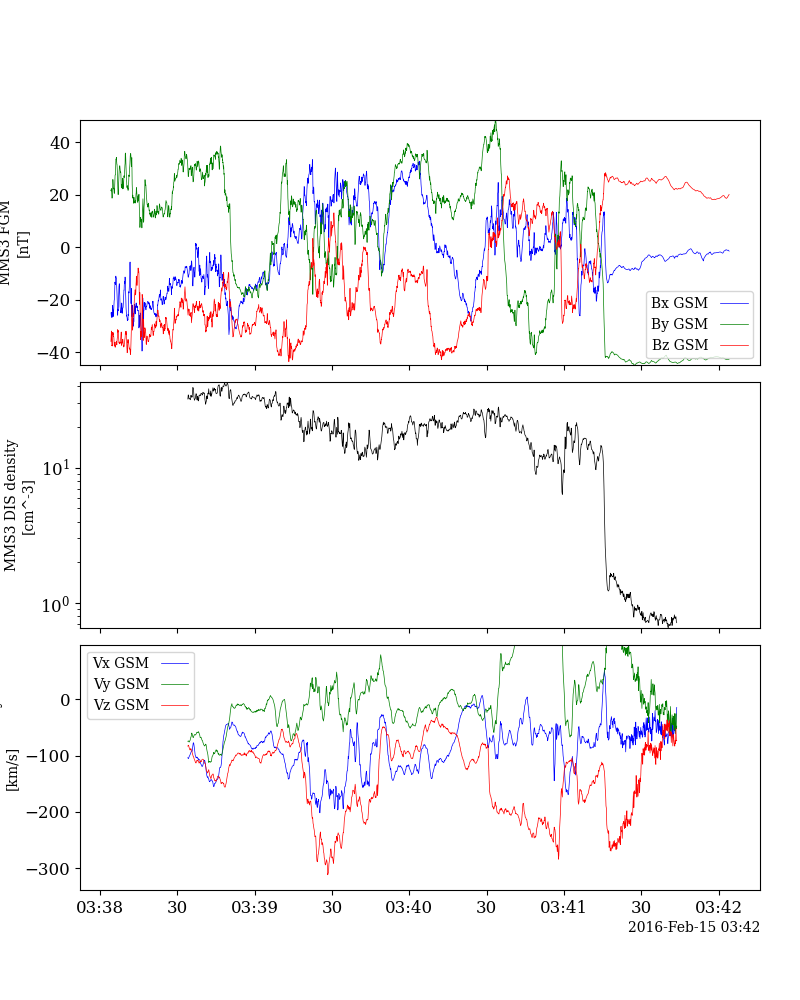 40
20
0
−20
−40
MMS3 FGM
[nT]
Bx GSM
By GSM
Bz GSM
10^1
10^0
MMS3 DIS density
[cm^-3]
Vx GSM
Vy GSM
Vz GSM
0
−100
−200
−300
[km/s]
03:38 30 03:39 30 03:40 30 03:41 30 03:42
2016-Feb-15 03:42